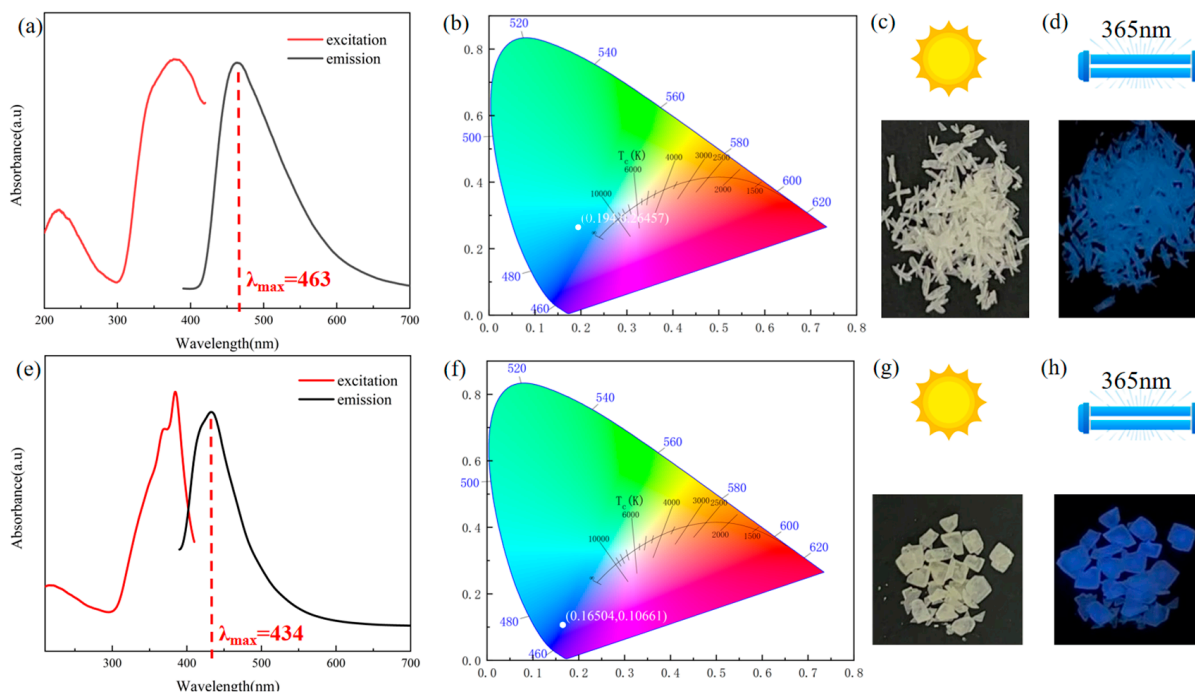 (a)
excitation
emission
Absorbance(a.u)
λmax=463
200 300 400 500 600 700
Wavelength(nm)
(b)
0.8
0.6
0.4
0.2
0.0
0.0 0.1 0.2 0.3 0.4 0.5 0.6 0.7 0.8
520
540
560
580
600
620
500
480
460
Tc(K)
6000
4000
3000
2500
10000
2000
1500
(c)
(d)
365nm
(e)
excitation
emission
Absorbance(a.u)
λmax=434
300 400 500 600 700
Wavelength(nm)
(f)
0.8
0.6
0.4
0.2
0.0
0.0 0.1 0.2 0.3 0.4 0.5 0.6 0.7 0.8
520
540
560
580
600
620
500
480
460
Tc(K)
6000
4000
3000
2500
10000
2000
1500
(0.16504,0.10661)
(g)
(h)
365nm